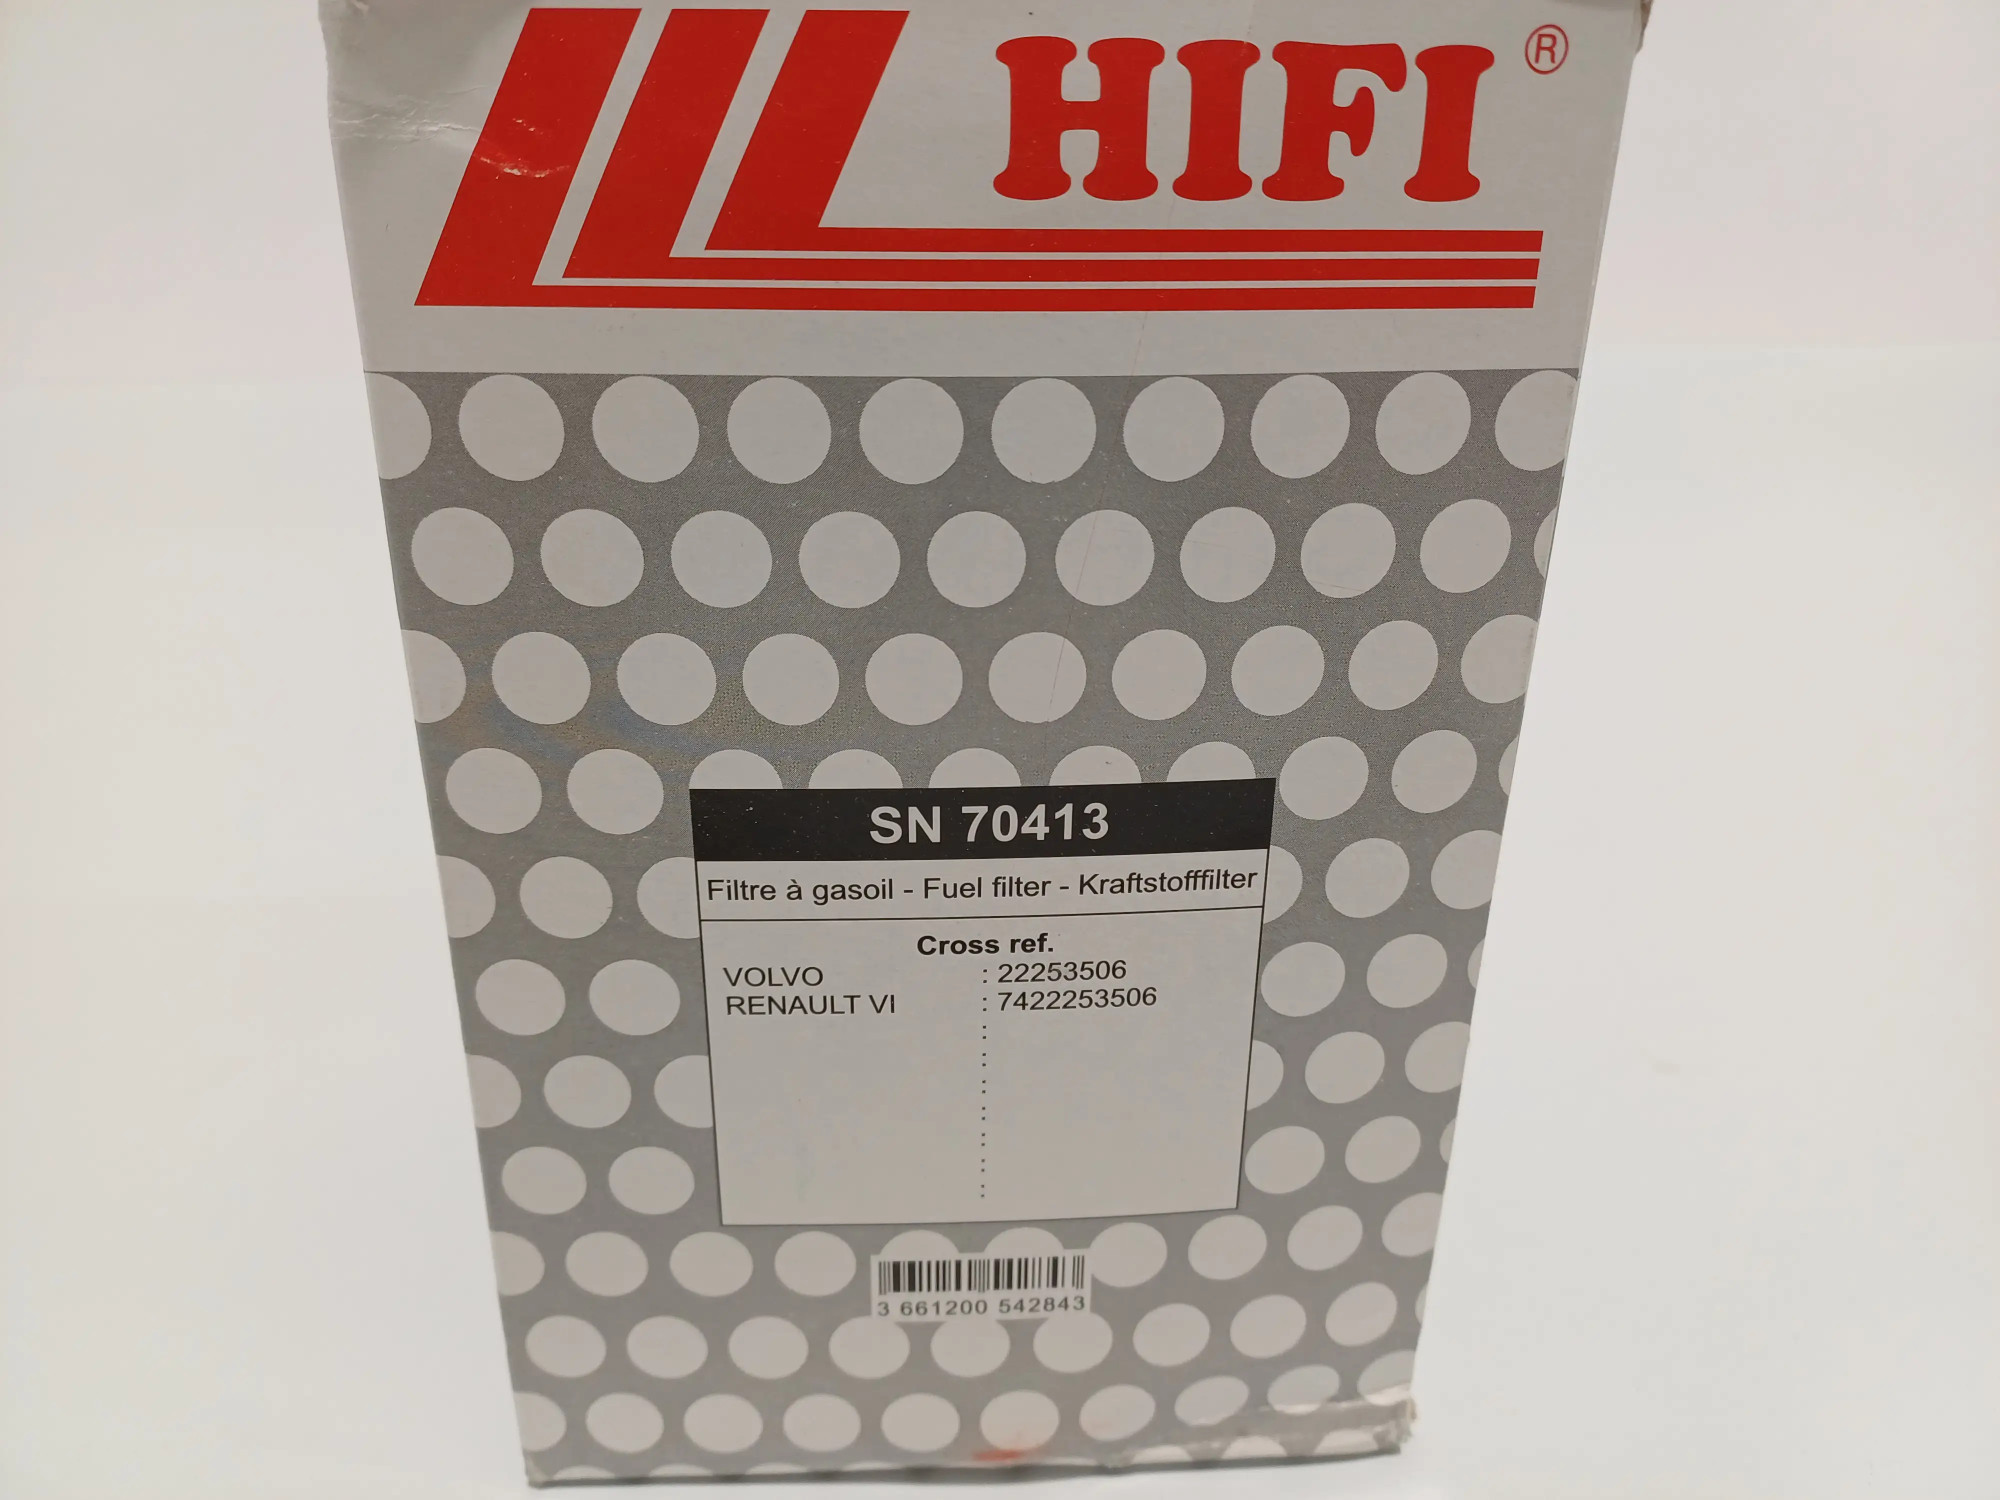 HIFI ®
SN 70413
Filtre à gasoil - Fuel filter - Kraftstofffilter
Cross ref.
VOLVO : 22253506
RENAULT VI : 7422253506
:
:
:
:
:
:
:
3 661200 542843